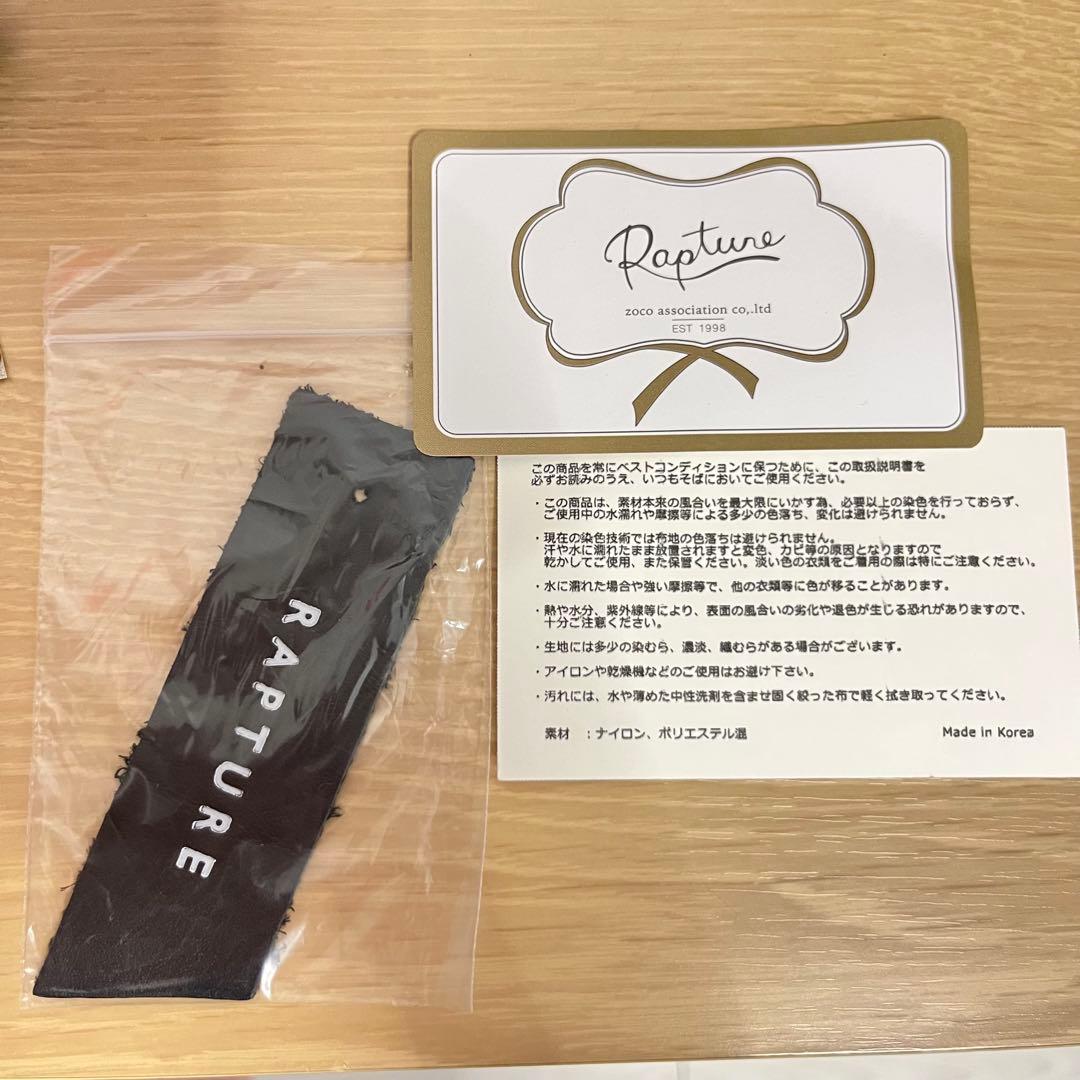 Rapture
zoco association co,.ltd
EST 1998
RAPTURE
この商品を常にベストコンディションに保つために、この取扱説明書を
必ずお読みのうえ、いつもそばにおいてご使用ください。
・この商品は、素材本来の風合いを最大限にいかす為、必要以上の染色を行っておらず、
ご使用中の水濡れや摩擦等による多少の色落ち、変化は避けられません。
・現在の染色技術では布地の色落ちは避けられません。
汗や水に濡れたまま放置されますと変色、カビ等の原因となりますので
乾かしてご使用、また保管ください。淡い色の衣類をご着用の際は特にご注意ください。
・水に濡れた場合や強い摩擦等で、他の衣類等に色が移ることがあります。
・熱や水分、紫外線等により、表面の風合いの劣化や退色が生じる恐れがありますので、
十分ご注意ください。
・生地には多少の染むら、濃淡、織むらがある場合がございます。
・アイロンや乾燥機などのご使用はお避け下さい。
・汚れには、水や薄めた中性洗剤を含ませ固く絞った布で軽く拭き取ってください。
素材 ：ナイロン、ポリエステル混
Made in Korea